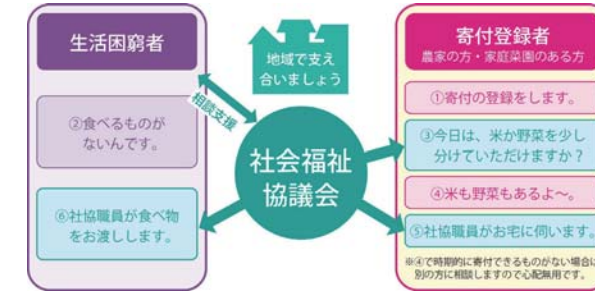 生活困窮者
②食べるものが
ないんです。
⑥社協職員が食べ物
をお渡しします。
地域で支え
合いましょう
相談支援
社会福祉
協議会
寄付登録者
農家の方・家庭菜園のある方
①寄付の登録をします。
③今日は、米か野菜を少し
分けていただけますか？
④米も野菜もあるよ〜。
⑤社協職員がお宅に伺います。
※④で時期的に寄付できるものがない場合は
別の方に相談しますので心配無用です。